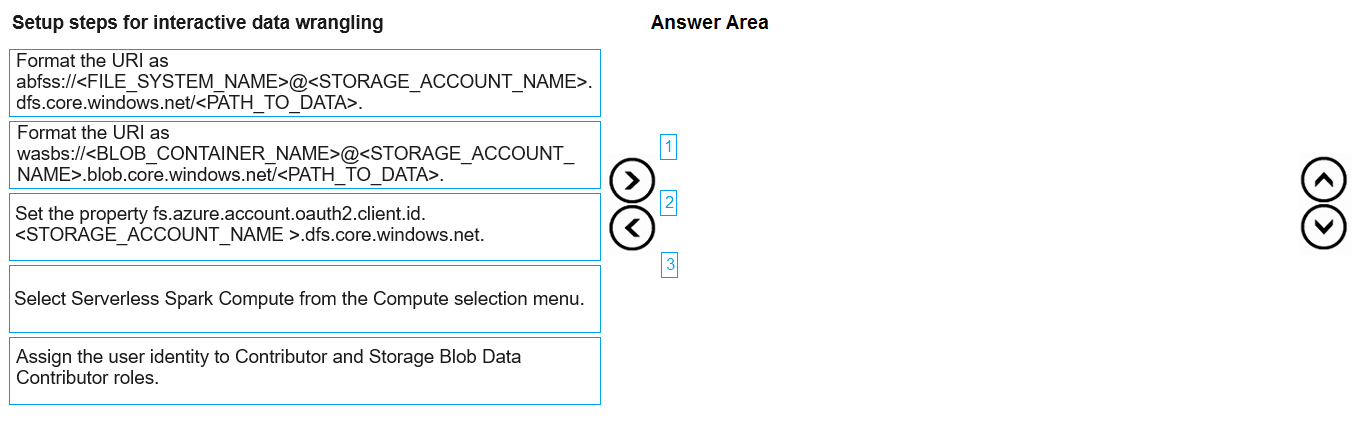 Setup steps for interactive data wrangling
Answer Area
Format the URI as
abfss://<FILE_SYSTEM_NAME>@<STORAGE_ACCOUNT_NAME>.
dfs.core.windows.net/<PATH_TO_DATA>.
Format the URI as
wasbs://<BLOB_CONTAINER_NAME>@<STORAGE_ACCOUNT_
NAME>.blob.core.windows.net/<PATH_TO_DATA>.
Set the property fs.azure.account.oauth2.client.id.
<STORAGE_ACCOUNT_NAME >.dfs.core.windows.net.
Select Serverless Spark Compute from the Compute selection menu.
Assign the user identity to Contributor and Storage Blob Data
Contributor roles.
1
2
3